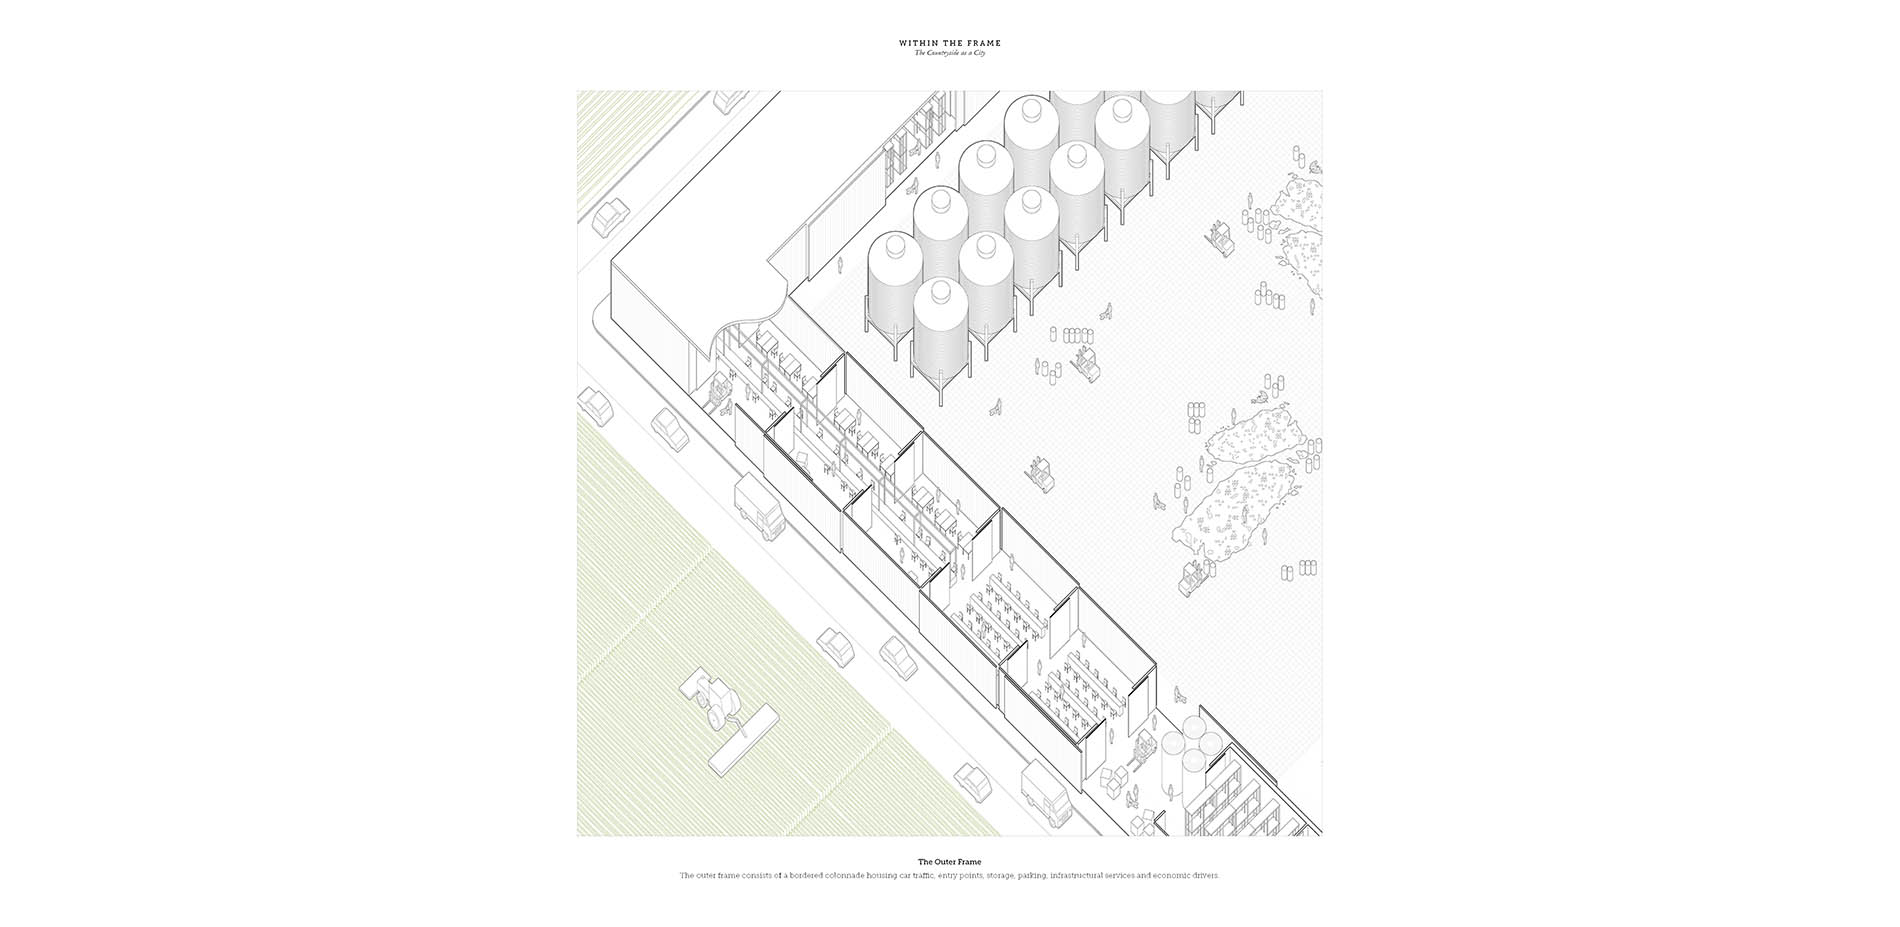 WITHIN THE FRAME
The Countryside as a City
The Outer Frame
The outer frame consists of a bordered colonnade housing car traffic, entry points, storage, parking, infrastructural services and economic drivers.